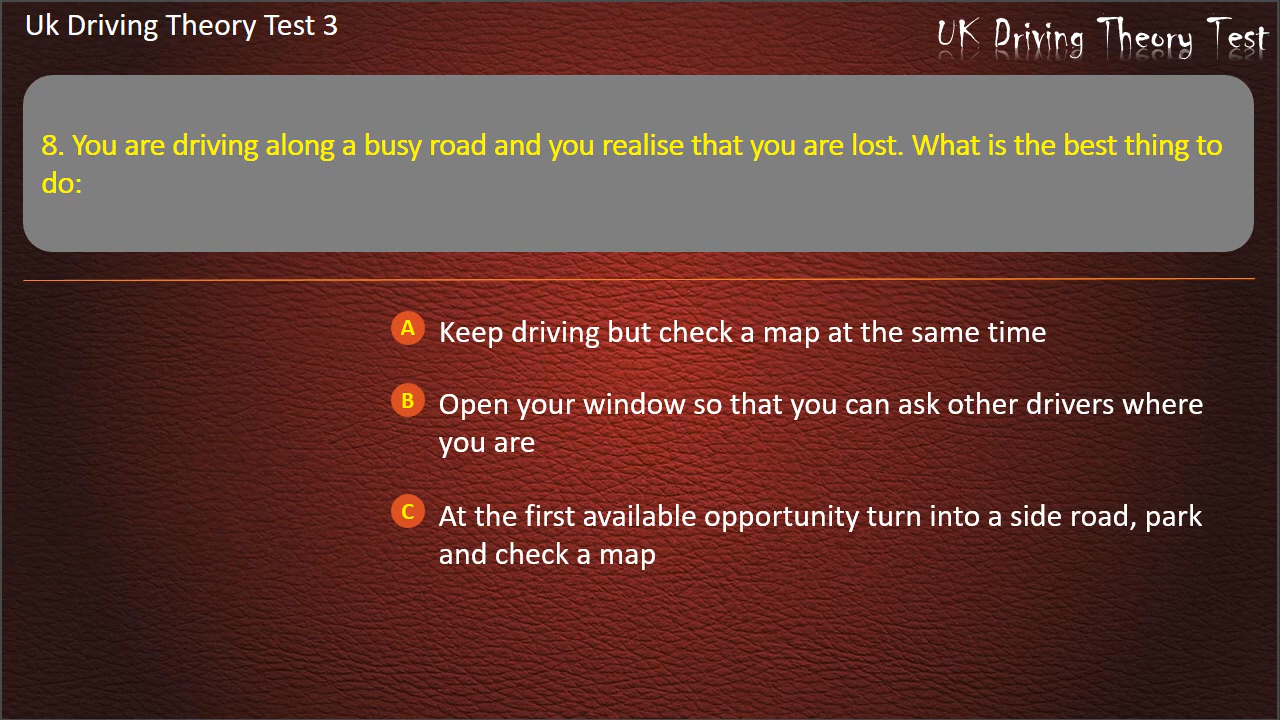 Uk Driving Theory Test 3
UK Driving Theory Test
8. You are driving along a busy road and you realise that you are lost. What is the best thing to
do:
A Keep driving but check a map at the same time
B Open your window so that you can ask other drivers where
you are
C At the first available opportunity turn into a side road, park
and check a map